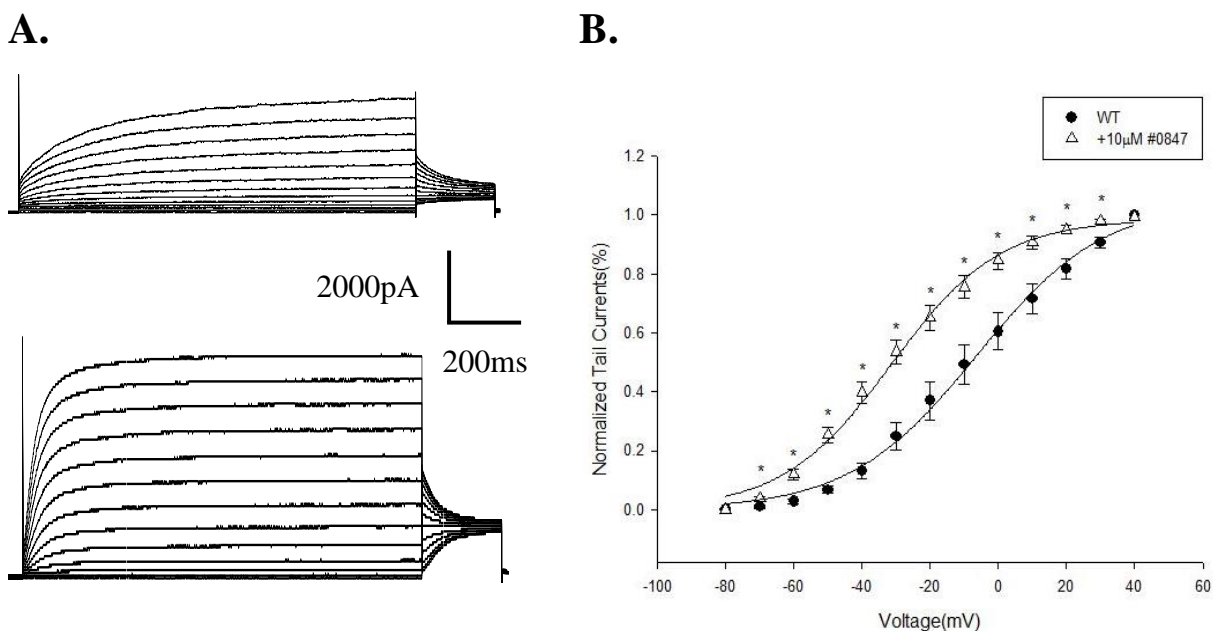 A.
B.
2000pA
200ms
WT
+10µM #0847
Normalized Tail Currents(%)
1.2
1.0
0.8
0.6
0.4
0.2
0.0
* * * * * * * * * * *
-100 -80 -60 -40 -20 0 20 40 60
Voltage(mV)